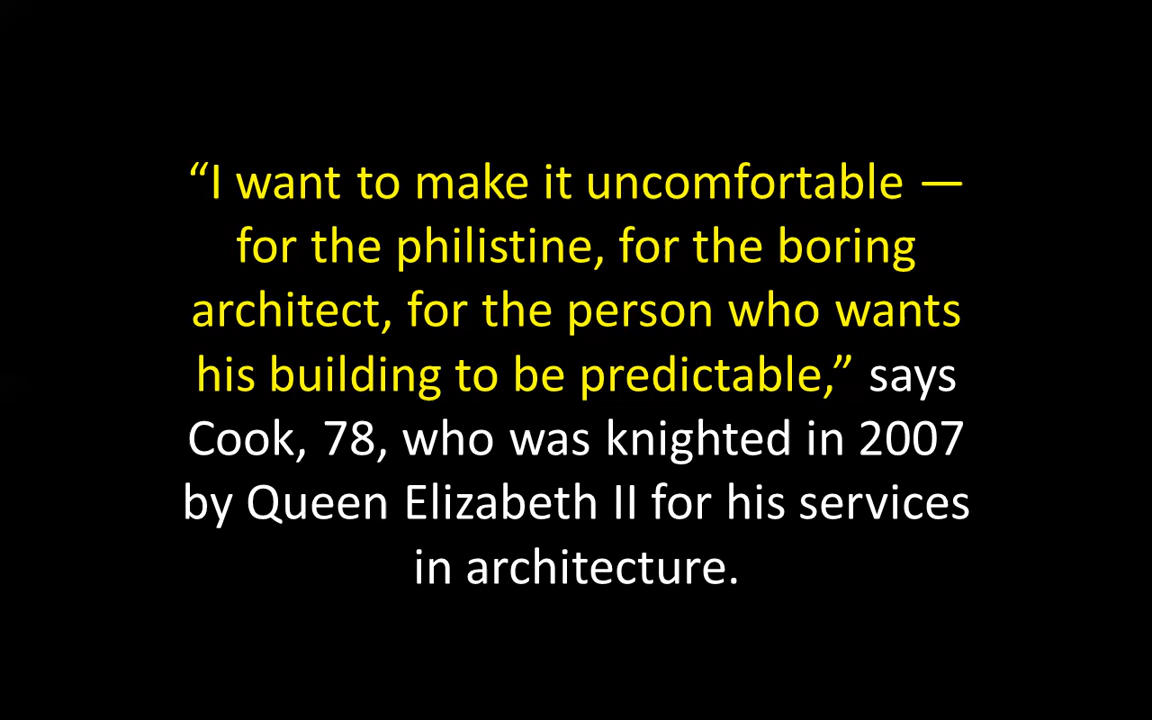 “I want to make it uncomfortable —
for the philistine, for the boring
architect, for the person who wants
his building to be predictable,” says
Cook, 78, who was knighted in 2007
by Queen Elizabeth II for his services
in architecture.